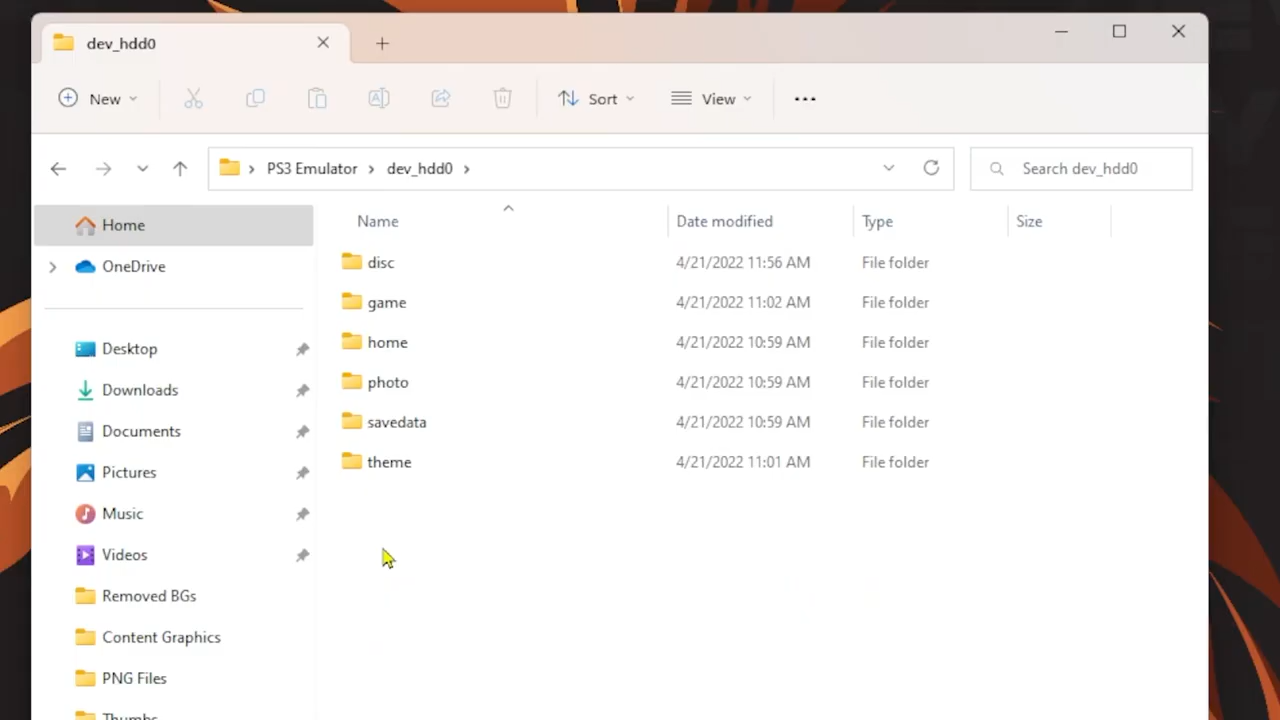 dev_hdd0
New
Sort
View
PS3 Emulator
dev_hdd0
Search dev_hdd0
Home
OneDrive
Desktop
Downloads
Documents
Pictures
Music
Videos
Removed BGs
Content Graphics
PNG Files
Thumbs
Name Date modified Type Size
disc 4/21/2022 11:56 AM File folder
game 4/21/2022 11:02 AM File folder
home 4/21/2022 10:59 AM File folder
photo 4/21/2022 10:59 AM File folder
savedata 4/21/2022 10:59 AM File folder
theme 4/21/2022 11:01 AM File folder